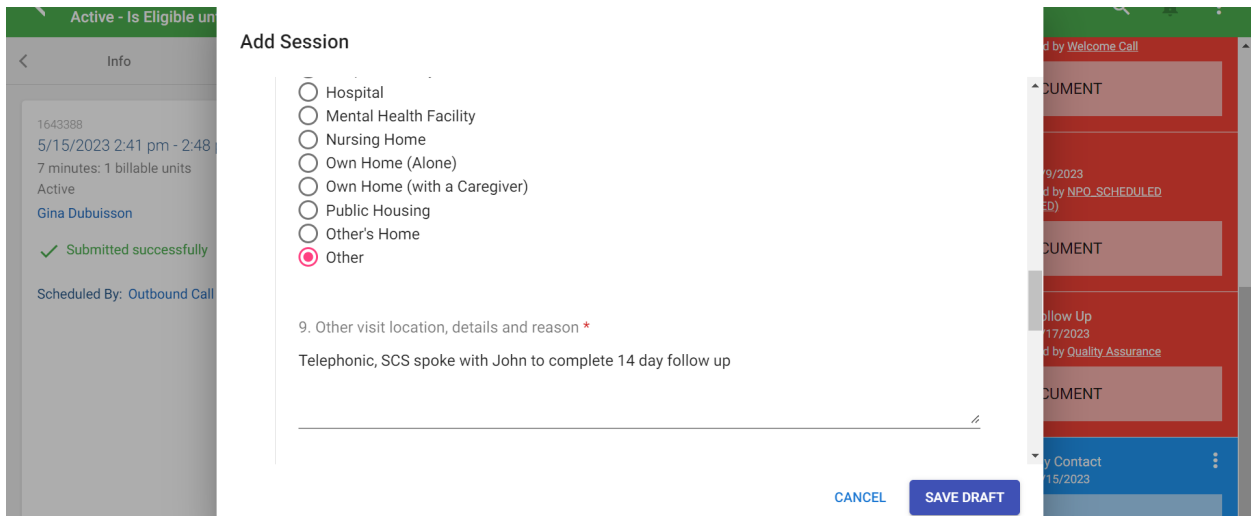 Active - Is Eligible un
Info
1643388
5/15/2023 2:41 pm - 2:48
7 minutes: 1 billable units
Active
Gina Dubuisson
Submitted successfully
Scheduled By: Outbound Call
Add Session
Hospital
Mental Health Facility
Nursing Home
Own Home (Alone)
Own Home (with a Caregiver)
Public Housing
Other's Home
Other
9. Other visit location, details and reason *
Telephonic, SCS spoke with John to complete 14 day follow up
CANCEL
SAVE DRAFT
d by Welcome Call
CUMENT
/9/2023
d by NPO_SCHEDULED
ED)
CUMENT
ollow Up
/17/2023
d by Quality Assurance
CUMENT
y Contact
/15/2023